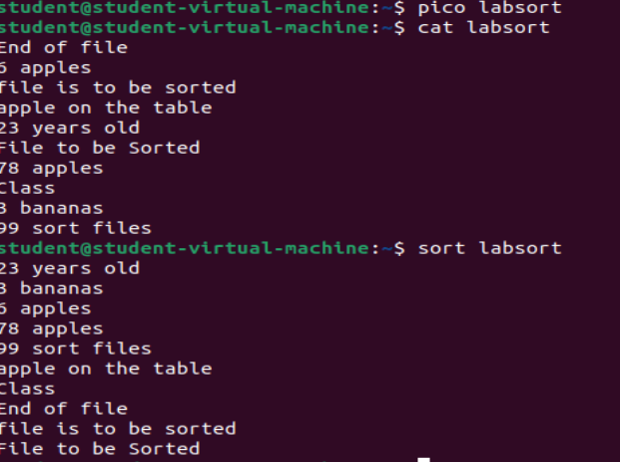 student@student-virtual-machine:~$ pico labsort
student@student-virtual-machine:~$ cat labsort
End of file
6 apples
file is to be sorted
apple on the table
23 years old
File to be Sorted
78 apples
Class
3 bananas
99 sort files
student@student-virtual-machine:~$ sort labsort
23 years old
3 bananas
6 apples
78 apples
99 sort files
apple on the table
Class
End of file
file is to be sorted
File to be Sorted